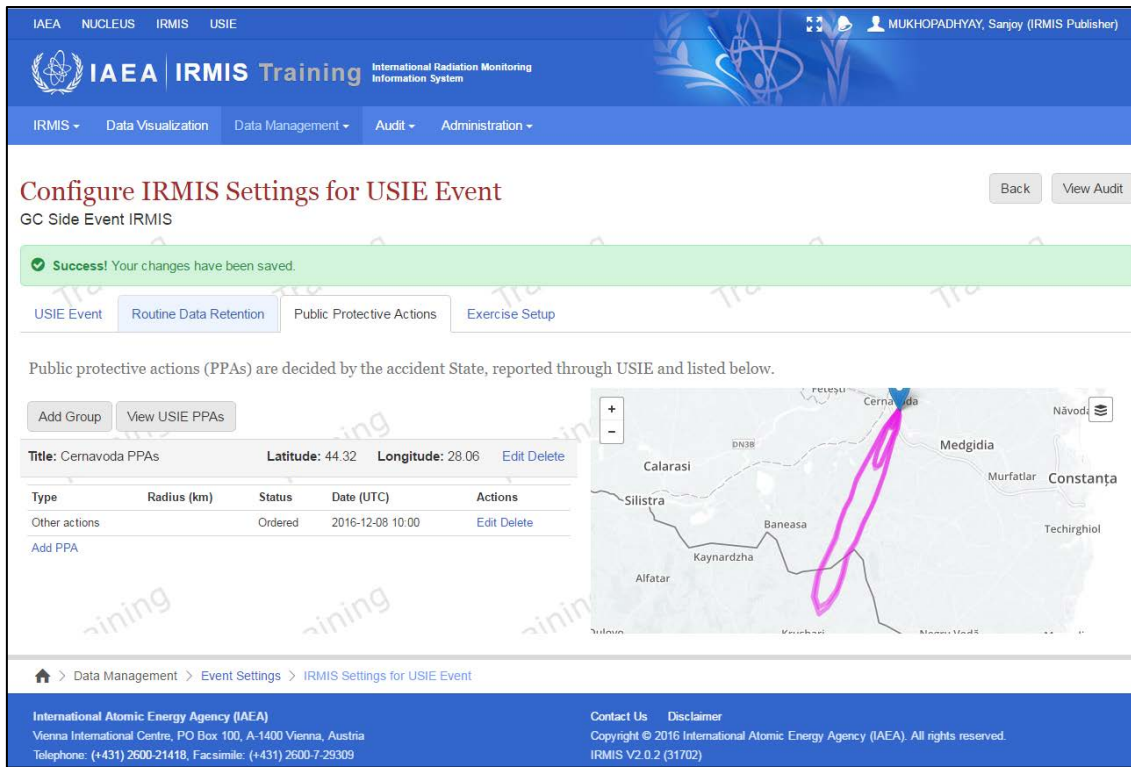 IAEA NUCLEUS IRMIS USIE
MUKHOPADHYAY, Sanjoy (IRMIS Publisher)
IAEA IRMIS Training International Radiation Monitoring
Information System
IRMIS Data Visualization Data Management Audit Administration
Configure IRMIS Settings for USIE Event
Back View Audit
GC Side Event IRMIS
Success! Your changes have been saved.
USIE Event Routine Data Retention Public Protective Actions Exercise Setup
Public protective actions (PPAs) are decided by the accident State, reported through USIE and listed below.
Add Group View USIE PPAs
Title: Cernavoda PPAs Latitude: 44.32 Longitude: 28.06 Edit Delete
Type Radius (km) Status Date (UTC) Actions
Other actions Ordered 2016-12-08 10:00 Edit Delete
Add PPA
+
−
DN38
Medgidia
Calarasi
Murfatlar Constanța
Silistra
Baneasa
Techirghiol
Kaynardzha
Alfatar
Data Management > Event Settings > IRMIS Settings for USIE Event
International Atomic Energy Agency (IAEA)
Vienna International Centre, PO Box 100, A-1400 Vienna, Austria
Telephone: (+431) 2600-21418, Facsimile: (+431) 2600-7-29309
Contact Us Disclaimer
Copyright © 2016 International Atomic Energy Agency (IAEA). All rights reserved.
IRMIS V2.0.2 (31702)